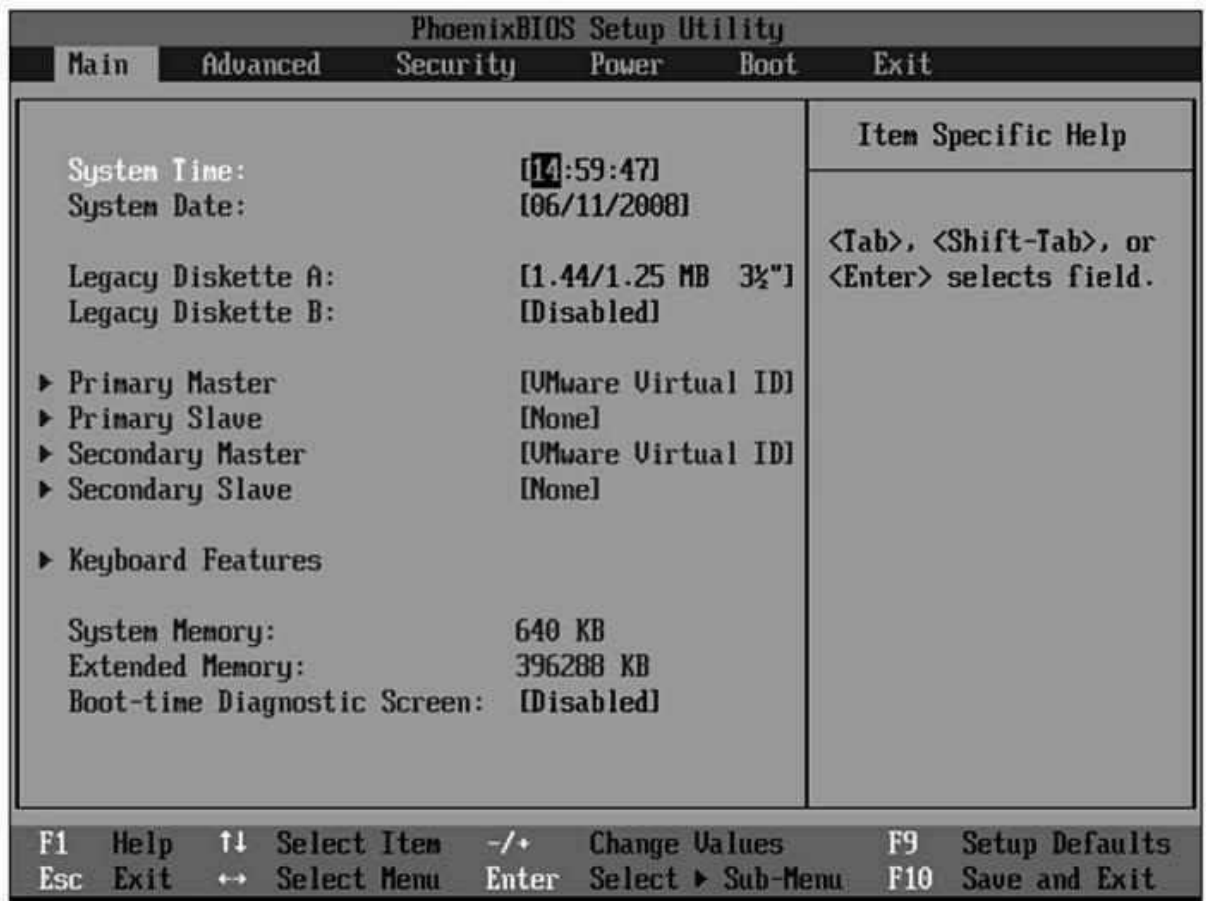 PhoenixBIOS Setup Utility
Main Advanced Security Power Boot Exit
Item Specific Help
System Time: [14:59:47]
System Date: [06/11/2008]
<Tab>, <Shift-Tab>, or
<Enter> selects field.
Legacy Diskette A: [1.44/1.25 MB 3½"]
Legacy Diskette B: [Disabled]
▶ Primary Master [VMware Virtual ID]
▶ Primary Slave [None]
▶ Secondary Master [VMware Virtual ID]
▶ Secondary Slave [None]
▶ Keyboard Features
System Memory: 640 KB
Extended Memory: 396288 KB
Boot-time Diagnostic Screen: [Disabled]
F1 Help ↑↓ Select Item -/+ Change Values F9 Setup Defaults
Esc Exit ↔ Select Menu Enter Select ▶ Sub-Menu F10 Save and Exit